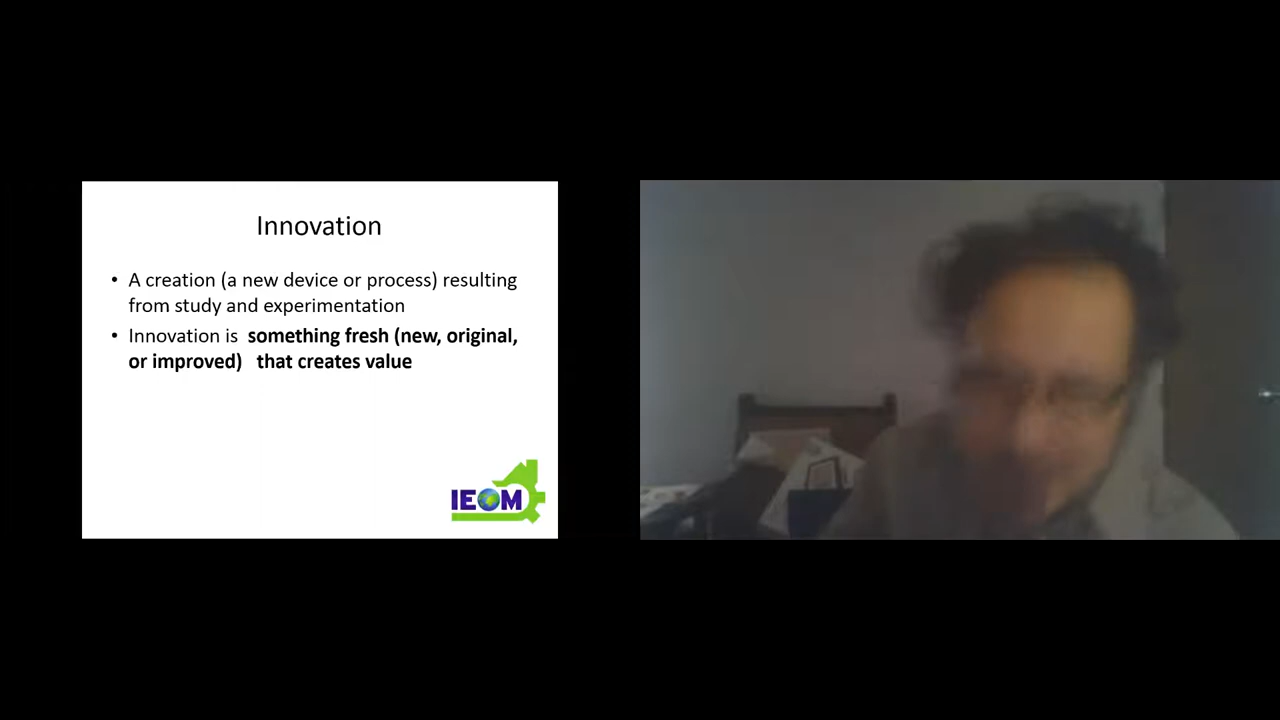 Innovation
• A creation (a new device or process) resulting
from study and experimentation
• Innovation is something fresh (new, original,
or improved) that creates value
IEOM